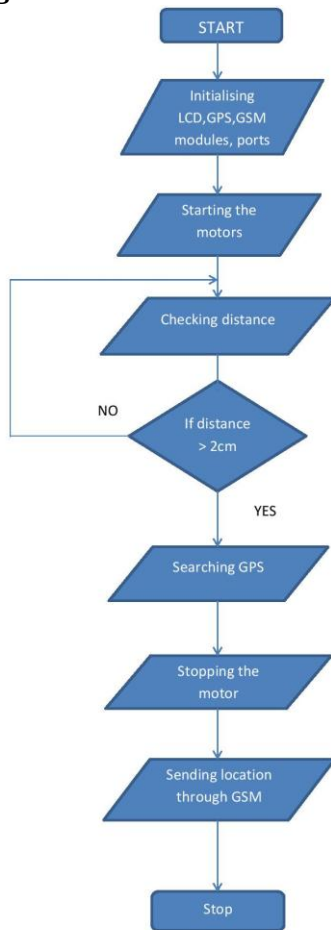 START
Initialising
LCD,GPS,GSM
modules, ports
Starting the
motors
Checking distance
NO
If distance
> 2cm
YES
Searching GPS
Stopping the
motor
Sending location
through GSM
Stop